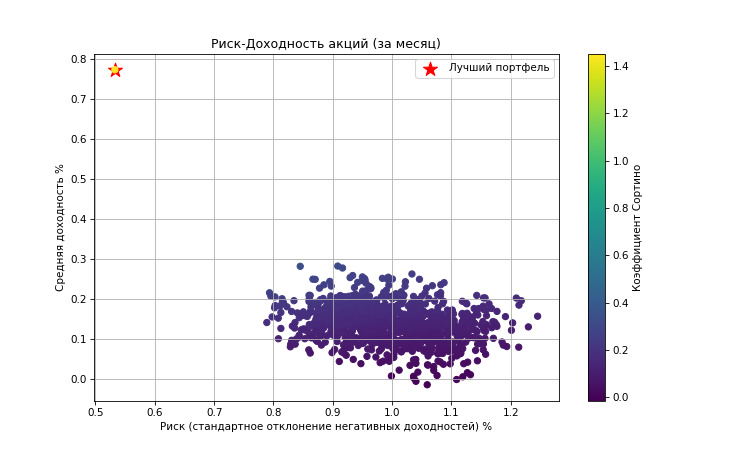 Риск-Доходность акций (за месяц)
Лучший портфель
Средняя доходность %
0.8
0.7
0.6
0.5
0.4
0.3
0.2
0.1
0.0
0.5 0.6 0.7 0.8 0.9 1.0 1.1 1.2
Риск (стандартное отклонение негативных доходностей) %
1.4
1.2
1.0
0.8
0.6
0.4
0.2
0.0
Коэффициент Сортино